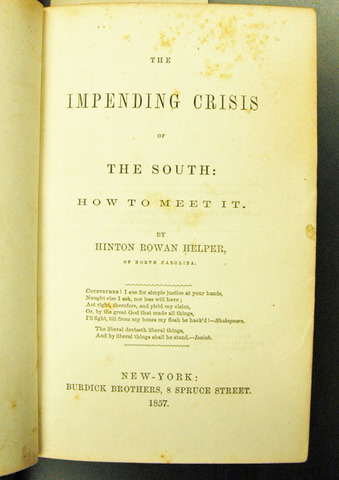 THE
IMPENDING CRISIS
OF
THE SOUTH:
HOW TO MEET IT.
BY
HINTON ROWAN HELPER,
OF NORTH CAROLINA.
COUNTRYMEN! I sue for simple justice at your hands,
Naught else I ask, nor less will have;
Act right, therefore, and yield my claim,
Or, by the great God that made all things,
I'll fight, till from my bones my flesh be hack'd!—Shakspeare.
The liberal deviseth liberal things,
And by liberal things shall he stand.—Isaiah.
NEW-YORK:
BURDICK BROTHERS, 8 SPRUCE STREET.
1857.